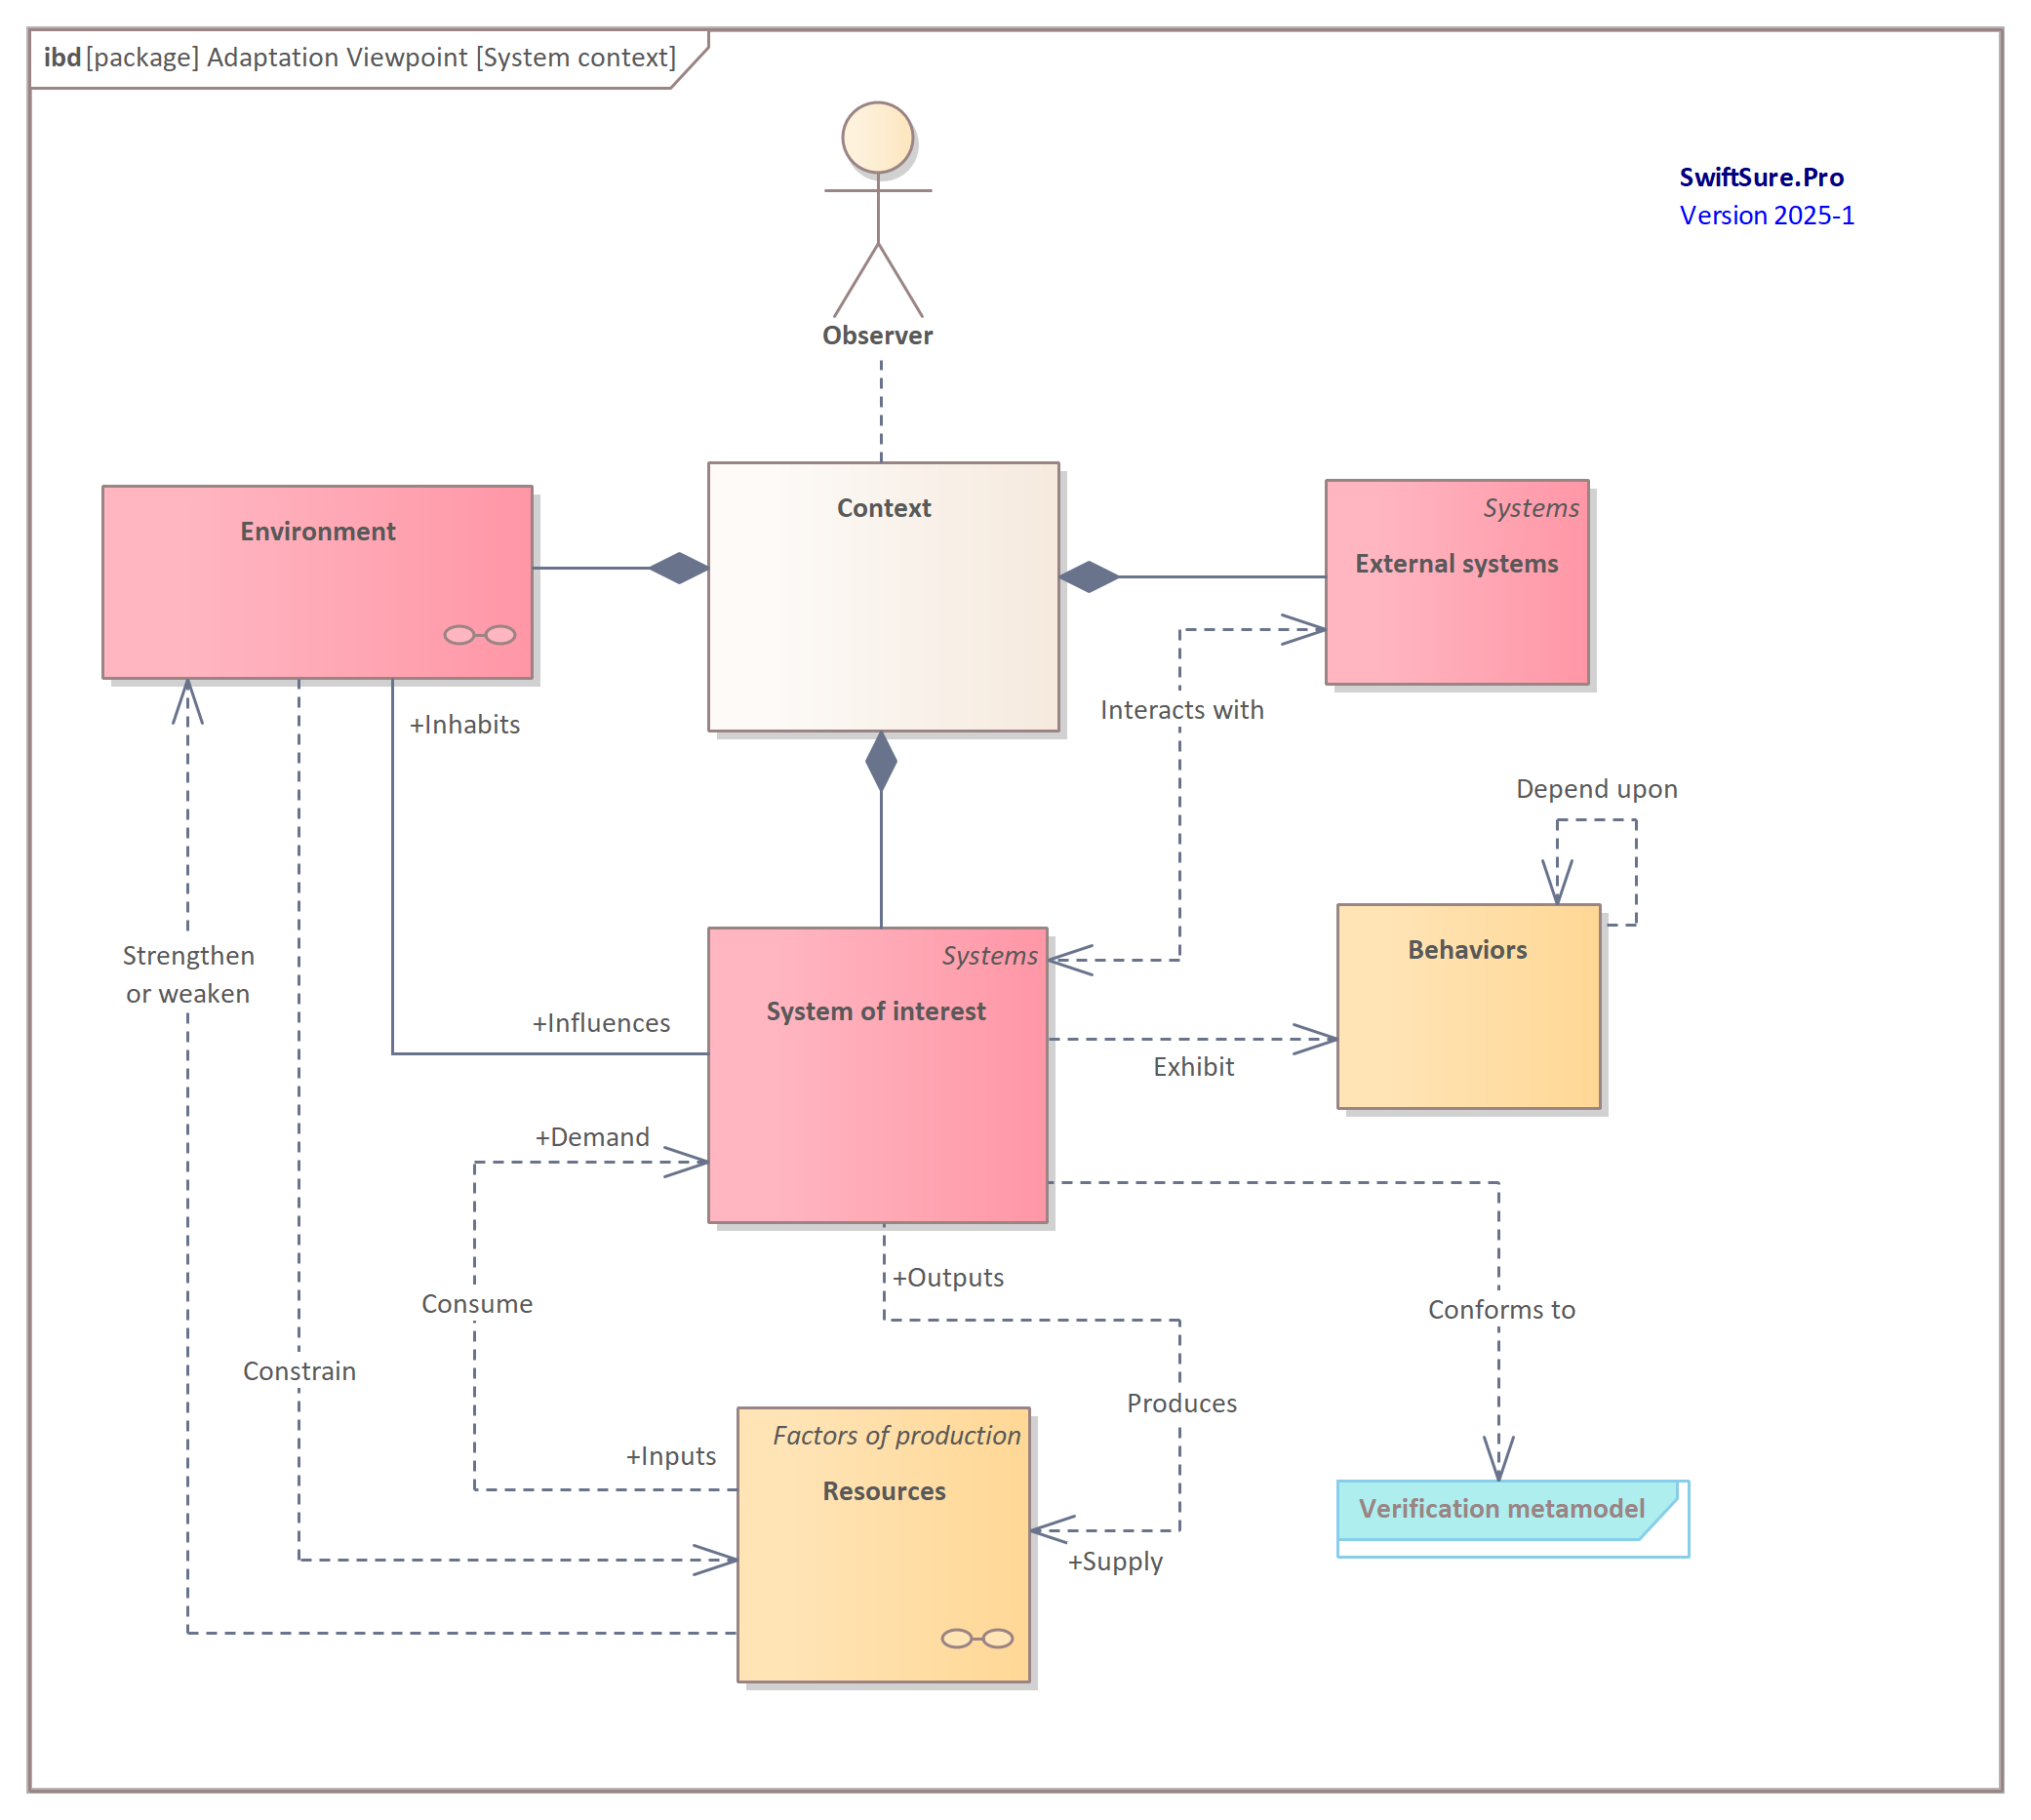 ibd [package] Adaptation Viewpoint [System context]
SwiftSure.Pro
Version 2025-1
Observer
Environment
Context
Systems
External systems
+Inhabits
Interacts with
Depend upon
Strengthen
or weaken
Systems
System of interest
Behaviors
+Influences
Exhibit
+Demand
+Outputs
Consume
Conforms to
Constrain
Produces
Factors of production
+Inputs
Resources
Verification metamodel
+Supply